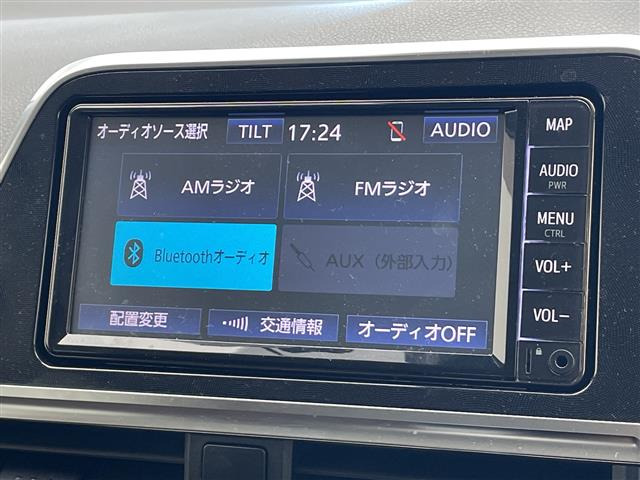 オーディオソース選択 TILT 17:24 AUDIO
AMラジオ FMラジオ
Bluetoothオーディオ AUX（外部入力）
配置変更 交通情報 オーディオOFF
MAP
AUDIO
PWR
MENU
CTRL
VOL+
VOL-